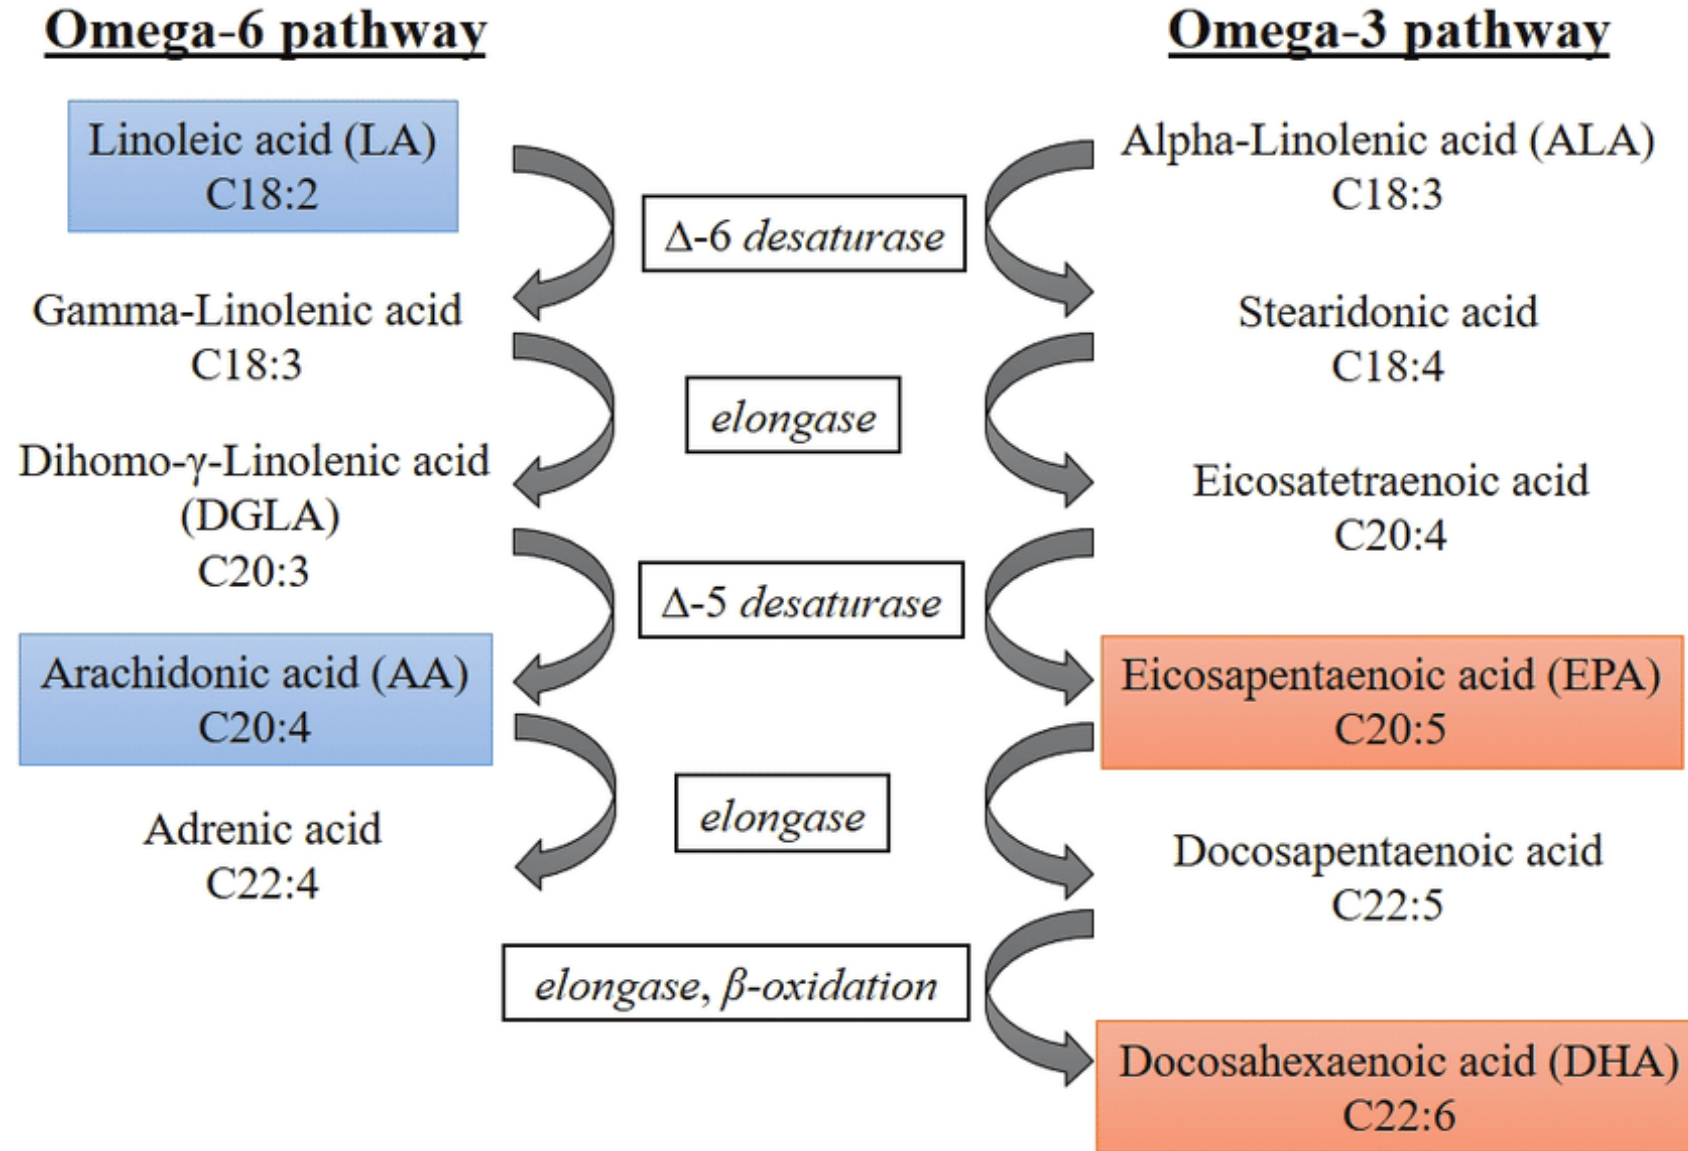 Omega-6 pathway
Omega-3 pathway
Linoleic acid (LA)
C18:2
Alpha-Linolenic acid (ALA)
C18:3
Δ-6 desaturase
Gamma-Linolenic acid
C18:3
Stearidonic acid
C18:4
elongase
Dihomo-γ-Linolenic acid
(DGLA)
C20:3
Eicosatetraenoic acid
C20:4
Δ-5 desaturase
Arachidonic acid (AA)
C20:4
Eicosapentaenoic acid (EPA)
C20:5
elongase
Adrenic acid
C22:4
Docosapentaenoic acid
C22:5
elongase, β-oxidation
Docosahexaenoic acid (DHA)
C22:6